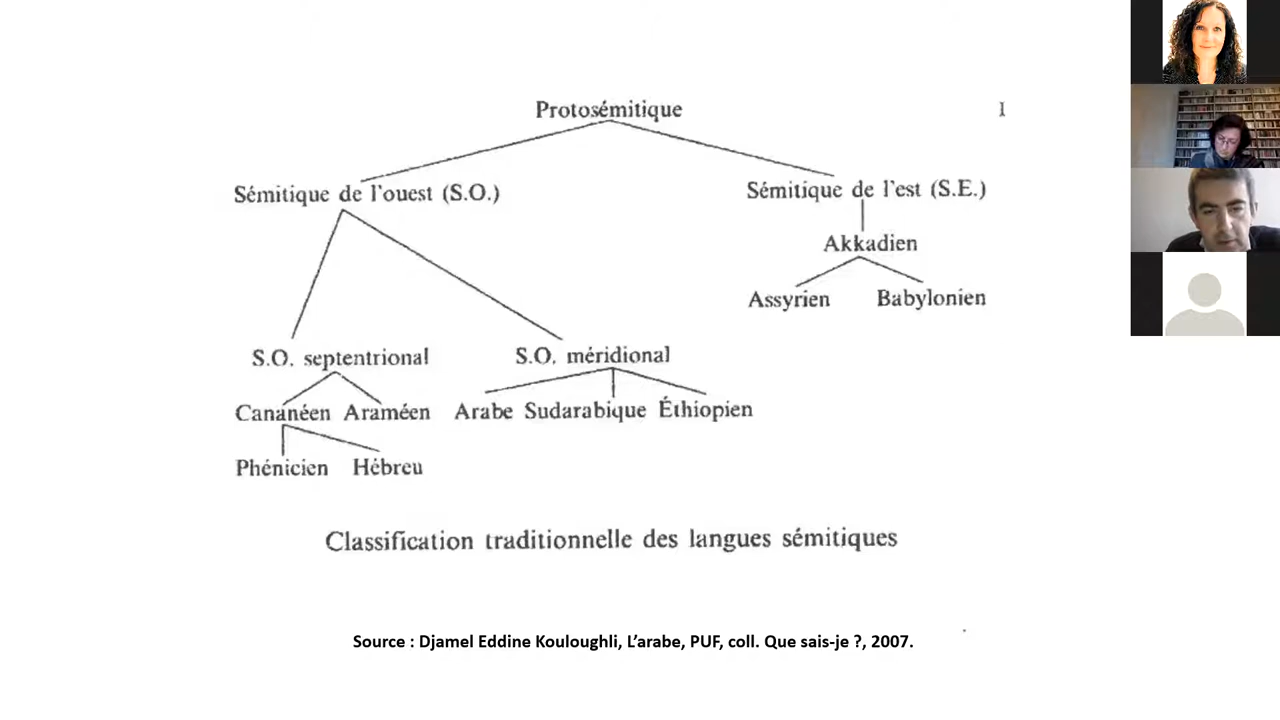 Protosémitique
I
Sémitique de l'ouest (S.O.)
Sémitique de l'est (S.E.)
Akkadien
Assyrien Babylonien
S.O. septentrional
S.O. méridional
Cananéen Araméen
Arabe Sudarabique Éthiopien
Phénicien Hébreu
Classification traditionnelle des langues sémitiques
Source : Djamel Eddine Kouloughli, L'arabe, PUF, coll. Que sais-je ?, 2007.